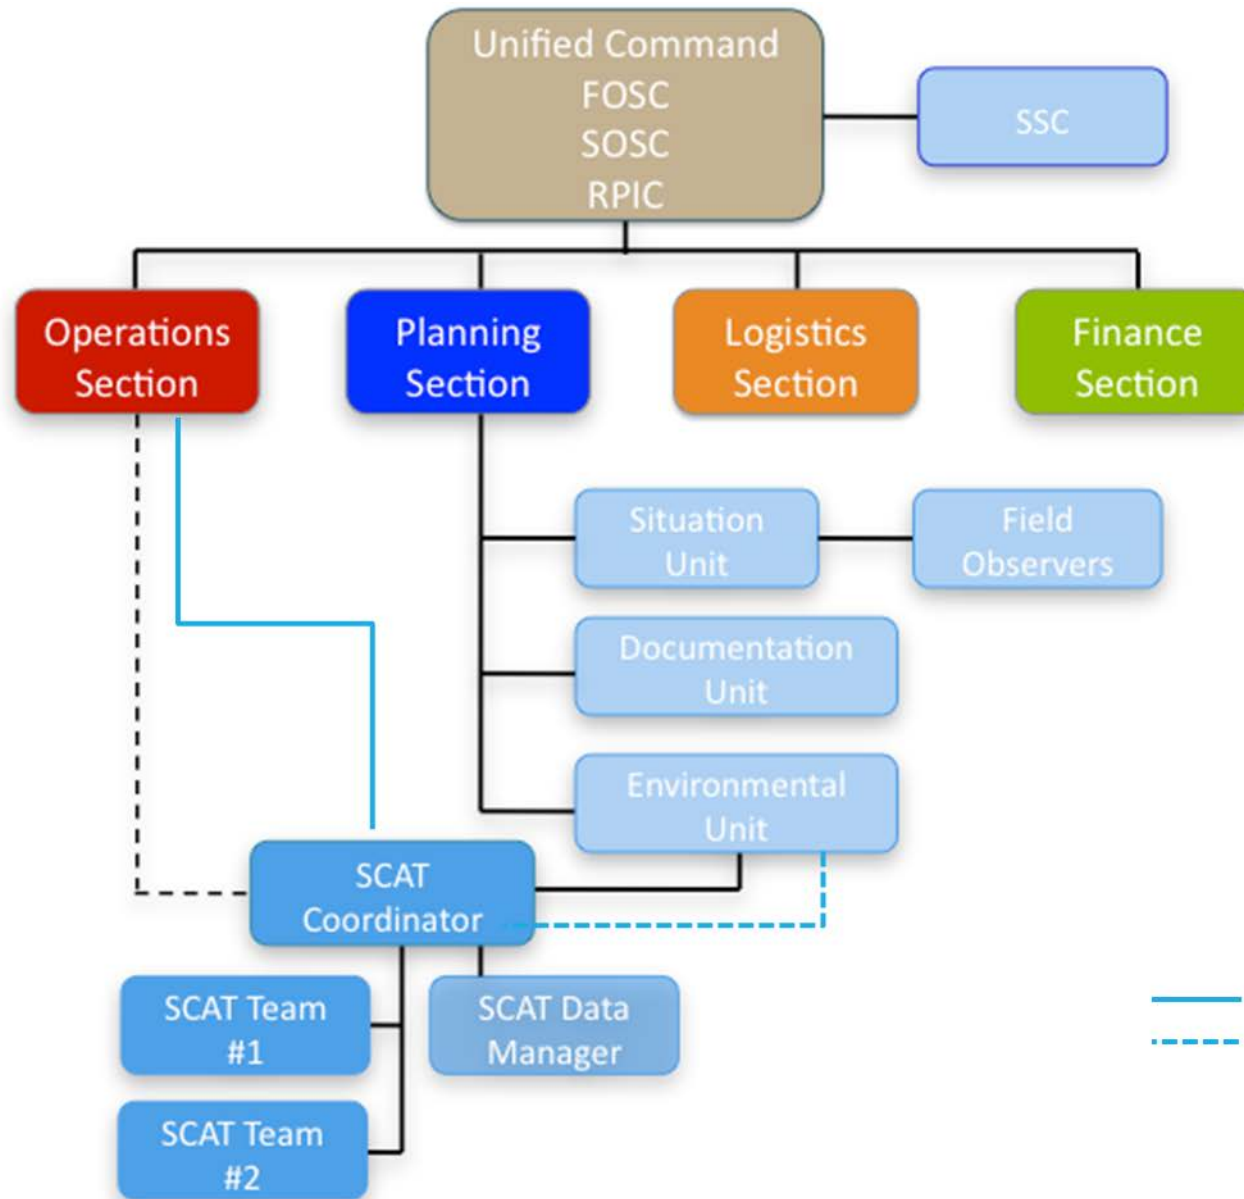 Unified Command
FOSC
SOSC
RPIC
SSC
Operations
Section
Planning
Section
Logistics
Section
Finance
Section
Situation
Unit
Field
Observers
Documentation
Unit
Environmental
Unit
SCAT
Coordinator
SCAT Team
#1
SCAT Data
Manager
SCAT Team
#2